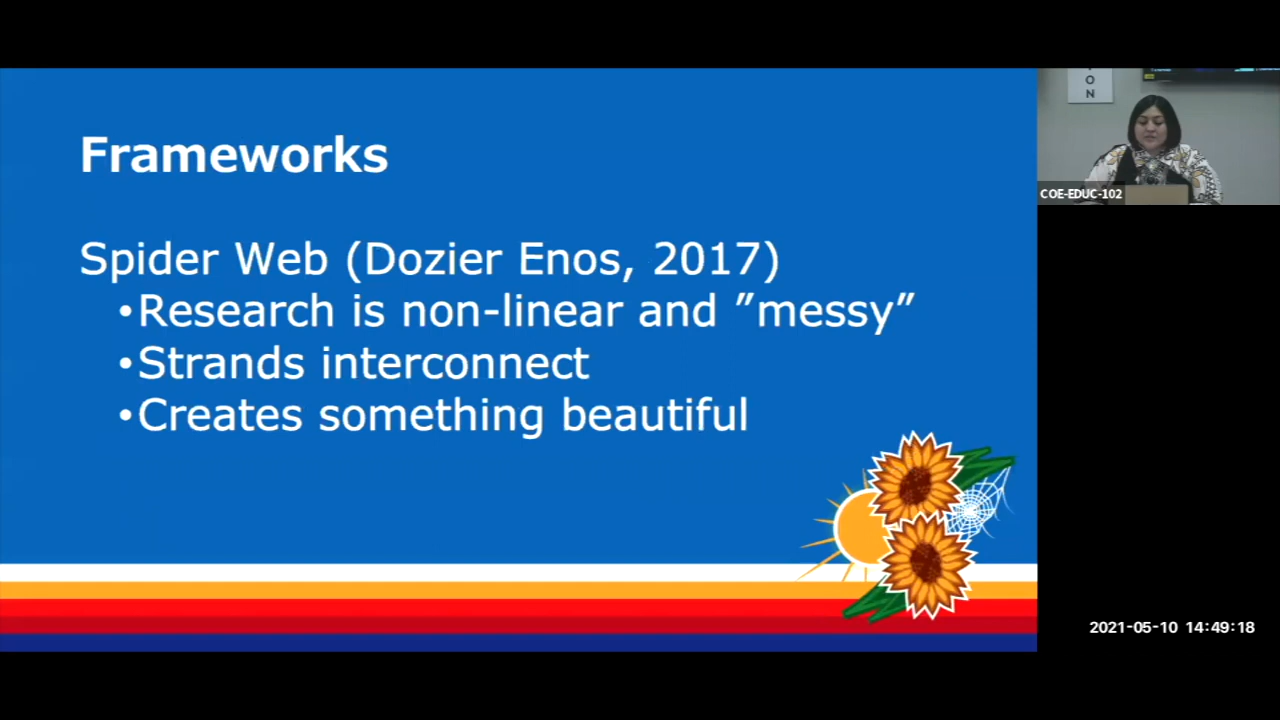 Frameworks
Spider Web (Dozier Enos, 2017)
•Research is non-linear and ”messy”
•Strands interconnect
•Creates something beautiful
O
N
COE-EDUC-102
2021-05-10 14:49:18